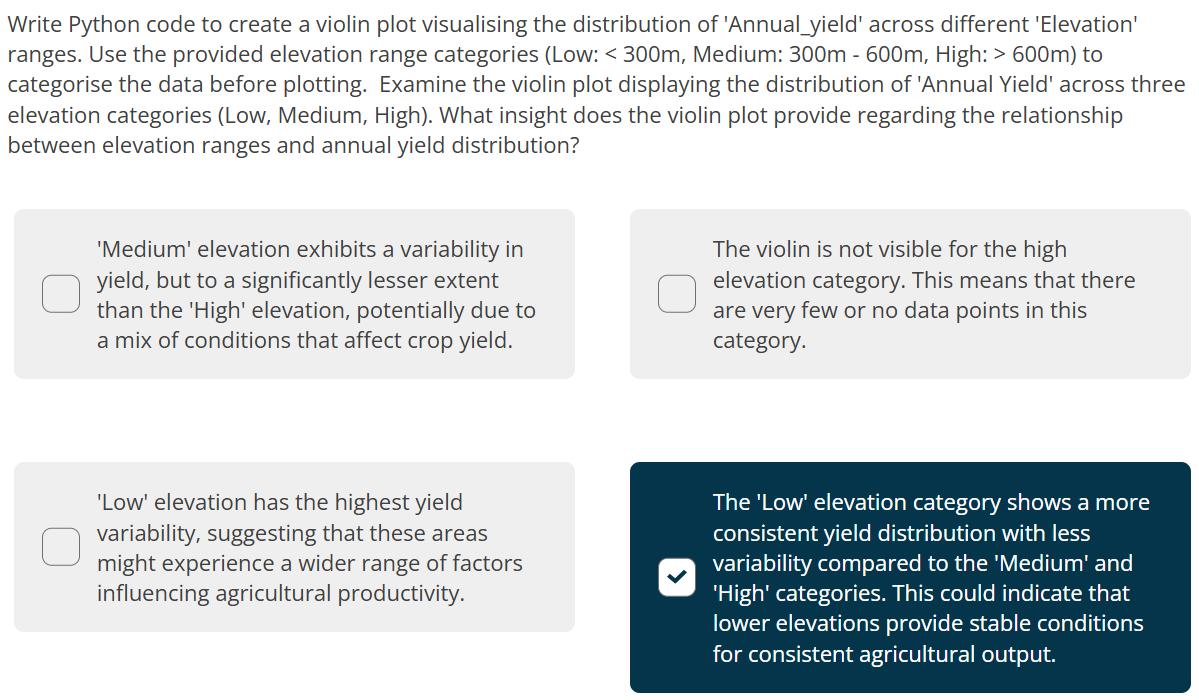 Write Python code to create a violin plot visualising the distribution of 'Annual_yield' across different 'Elevation'
ranges. Use the provided elevation range categories (Low: < 300m, Medium: 300m - 600m, High: > 600m) to
categorise the data before plotting.  Examine the violin plot displaying the distribution of 'Annual Yield' across three
elevation categories (Low, Medium, High). What insight does the violin plot provide regarding the relationship
between elevation ranges and annual yield distribution?
'Medium' elevation exhibits a variability in
yield, but to a significantly lesser extent
than the 'High' elevation, potentially due to
a mix of conditions that affect crop yield.
The violin is not visible for the high
elevation category. This means that there
are very few or no data points in this
category.
'Low' elevation has the highest yield
variability, suggesting that these areas
might experience a wider range of factors
influencing agricultural productivity.
The 'Low' elevation category shows a more
consistent yield distribution with less
variability compared to the 'Medium' and
'High' categories. This could indicate that
lower elevations provide stable conditions
for consistent agricultural output.